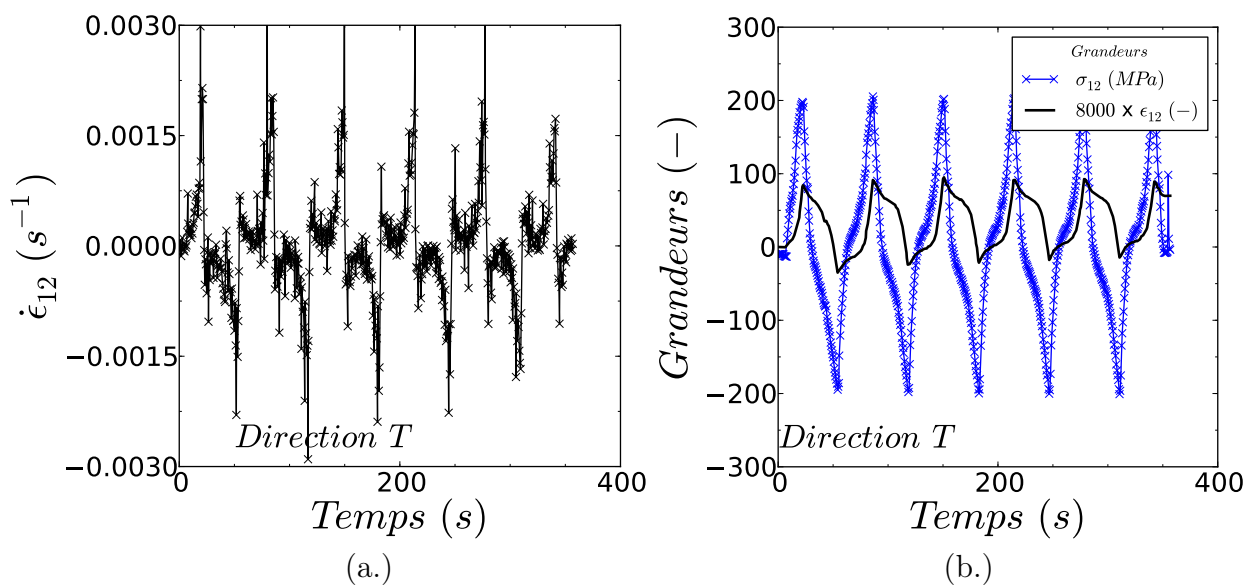 0.0030
0.0015
0.0000
−0.0015
−0.0030
ϵ̇₁₂ (s⁻¹)
Direction T
0 200 400
Temps (s)
(a.)
300
200
100
0
−100
−200
−300
Grandeurs (−)
Grandeurs
σ₁₂ (MPa)
8000 x ϵ₁₂ (−)
Direction T
0 200 400
Temps (s)
(b.)